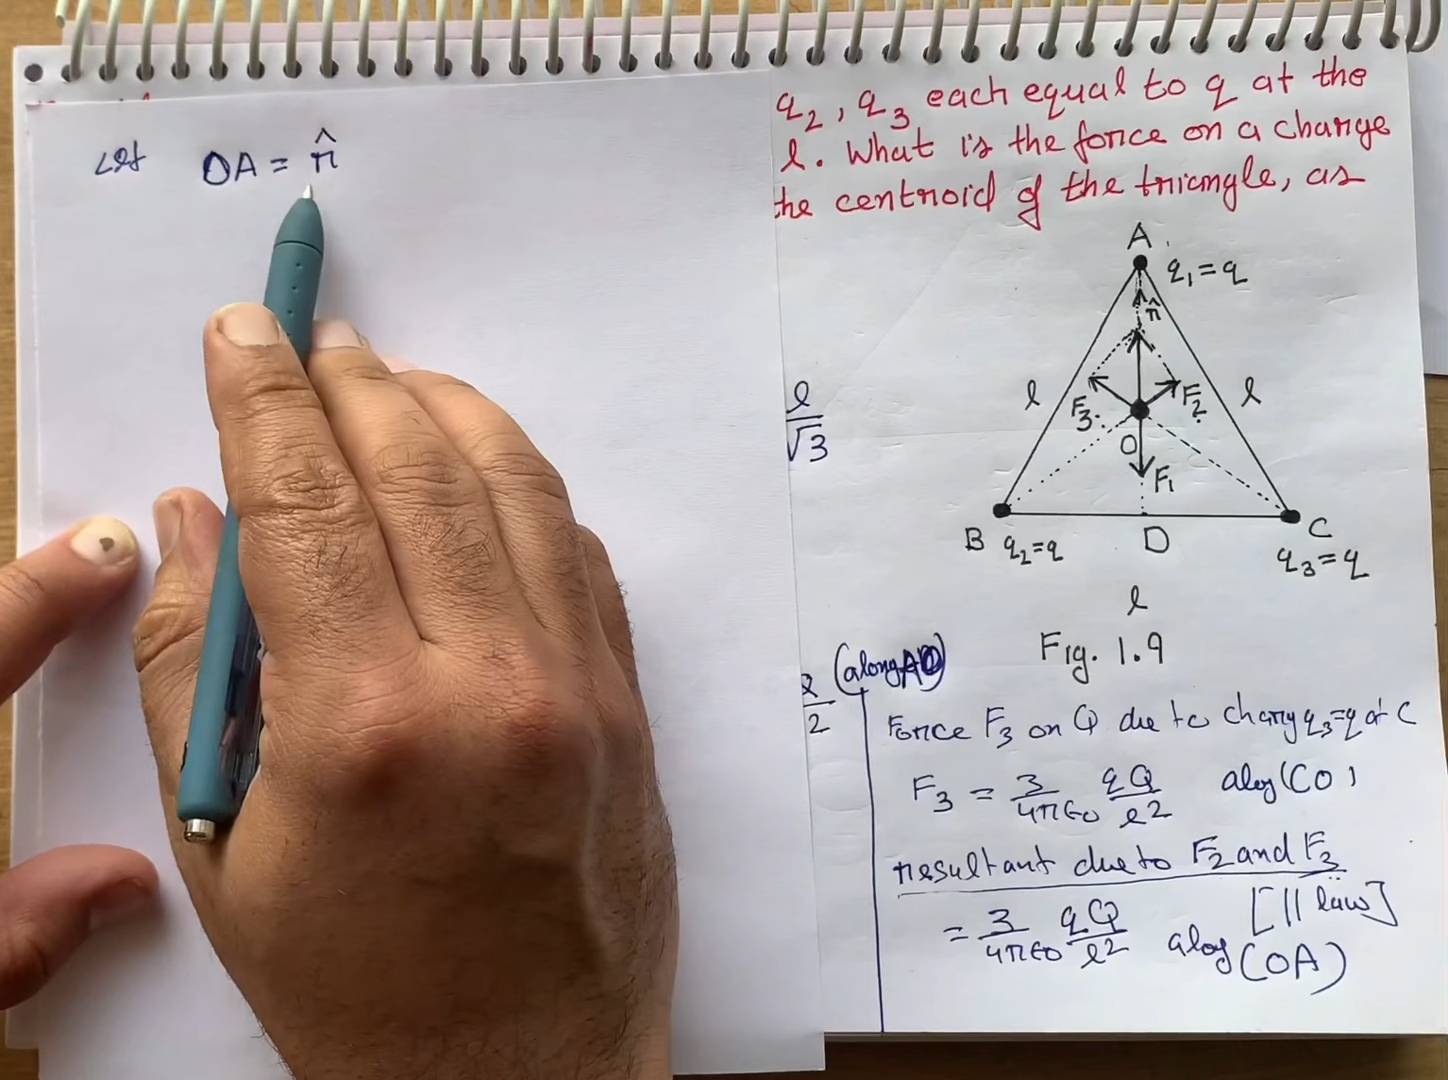 Let OA = r̂
q₂, q₃ each equal to q at the
l. What is the force on a charge
the centroid of the triangle, as
A
q₁=q
r̂
l
l
F₃
F₂
O
F₁
B q₂=q
D
C
q₃=q
l
Fig. 1.9
l/√3
(along AO)
/2
Force F₃ on Q due to charge q₃=q at C
F₃ = 3/4πε₀ qQ/l² alog (CO)
resultant due to F₂ and F₃
= 3/4πε₀ qQ/l² [|| law]
alog (OA)